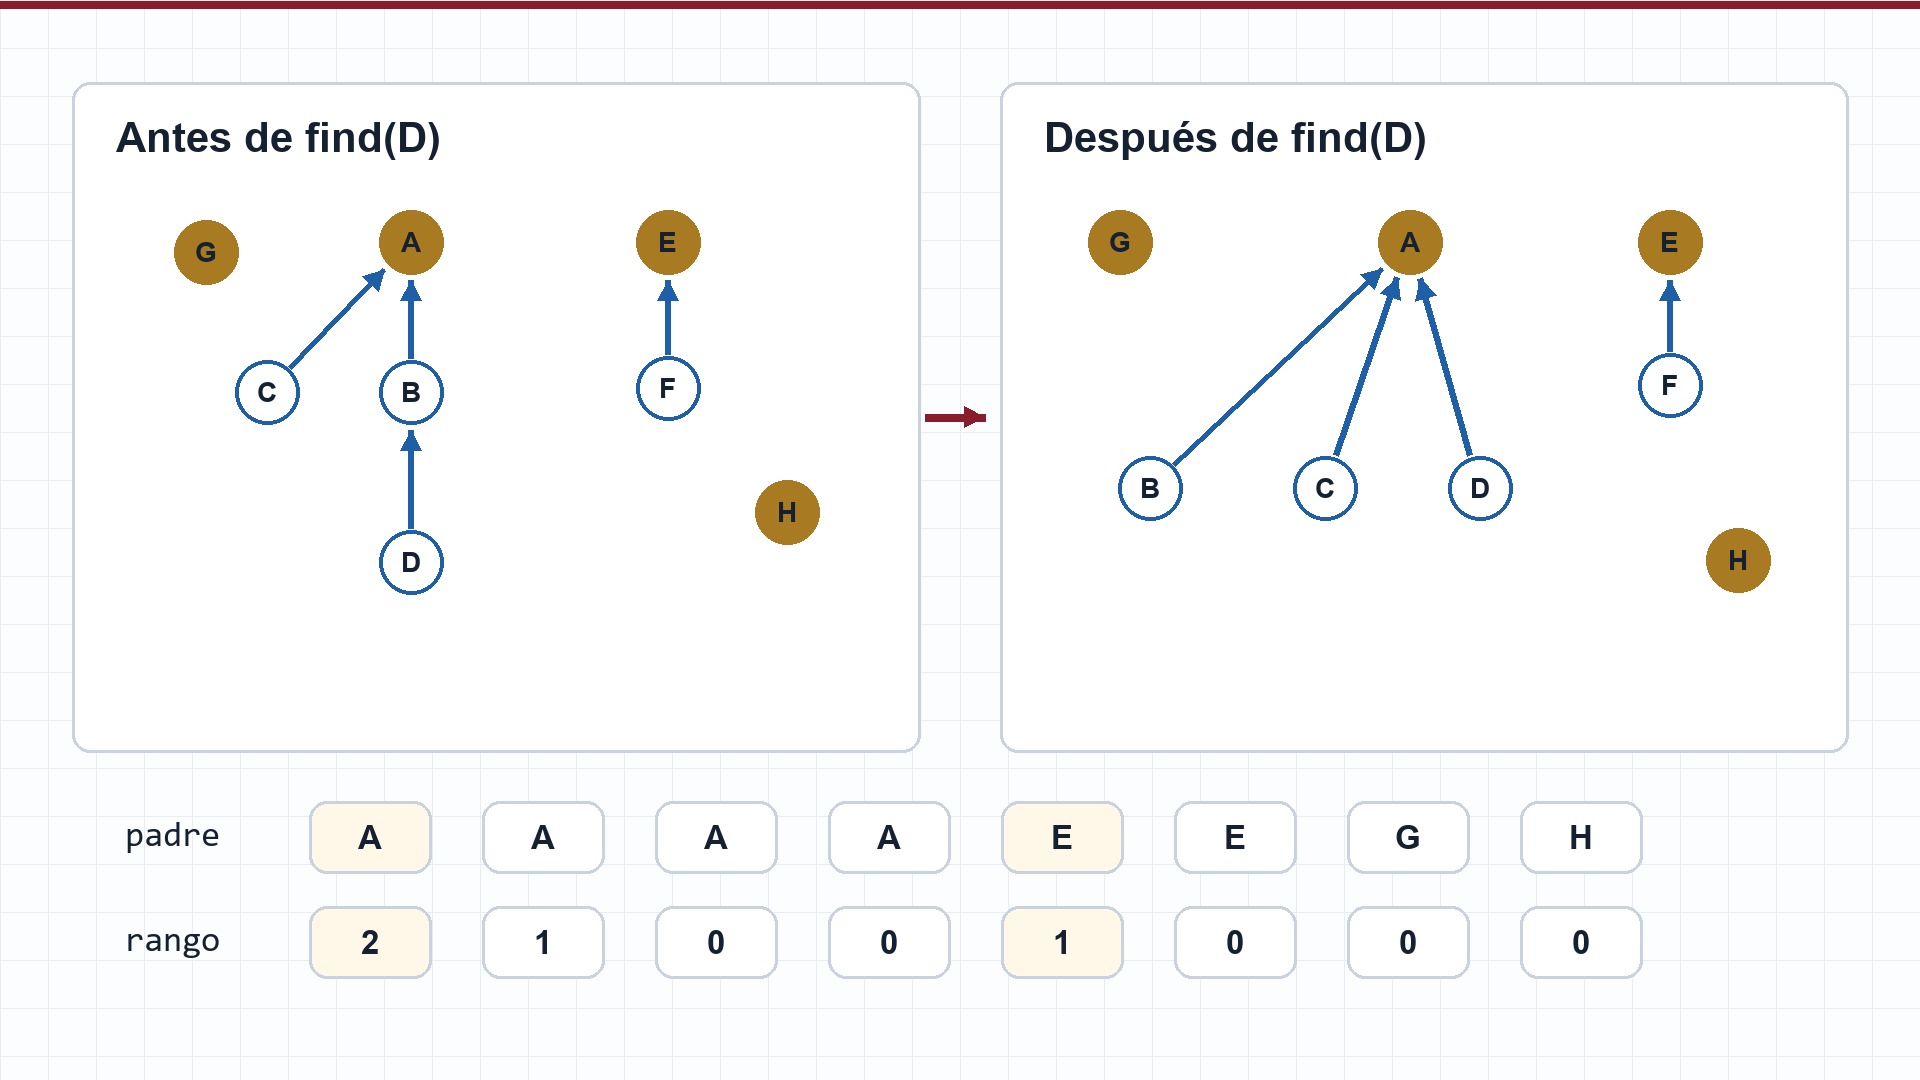 Antes de find(D)
G
A
E
C
B
F
H
D
Después de find(D)
G
A
E
F
B
C
D
H
padre A A A A E E G H
rango 2 1 0 0 1 0 0 0